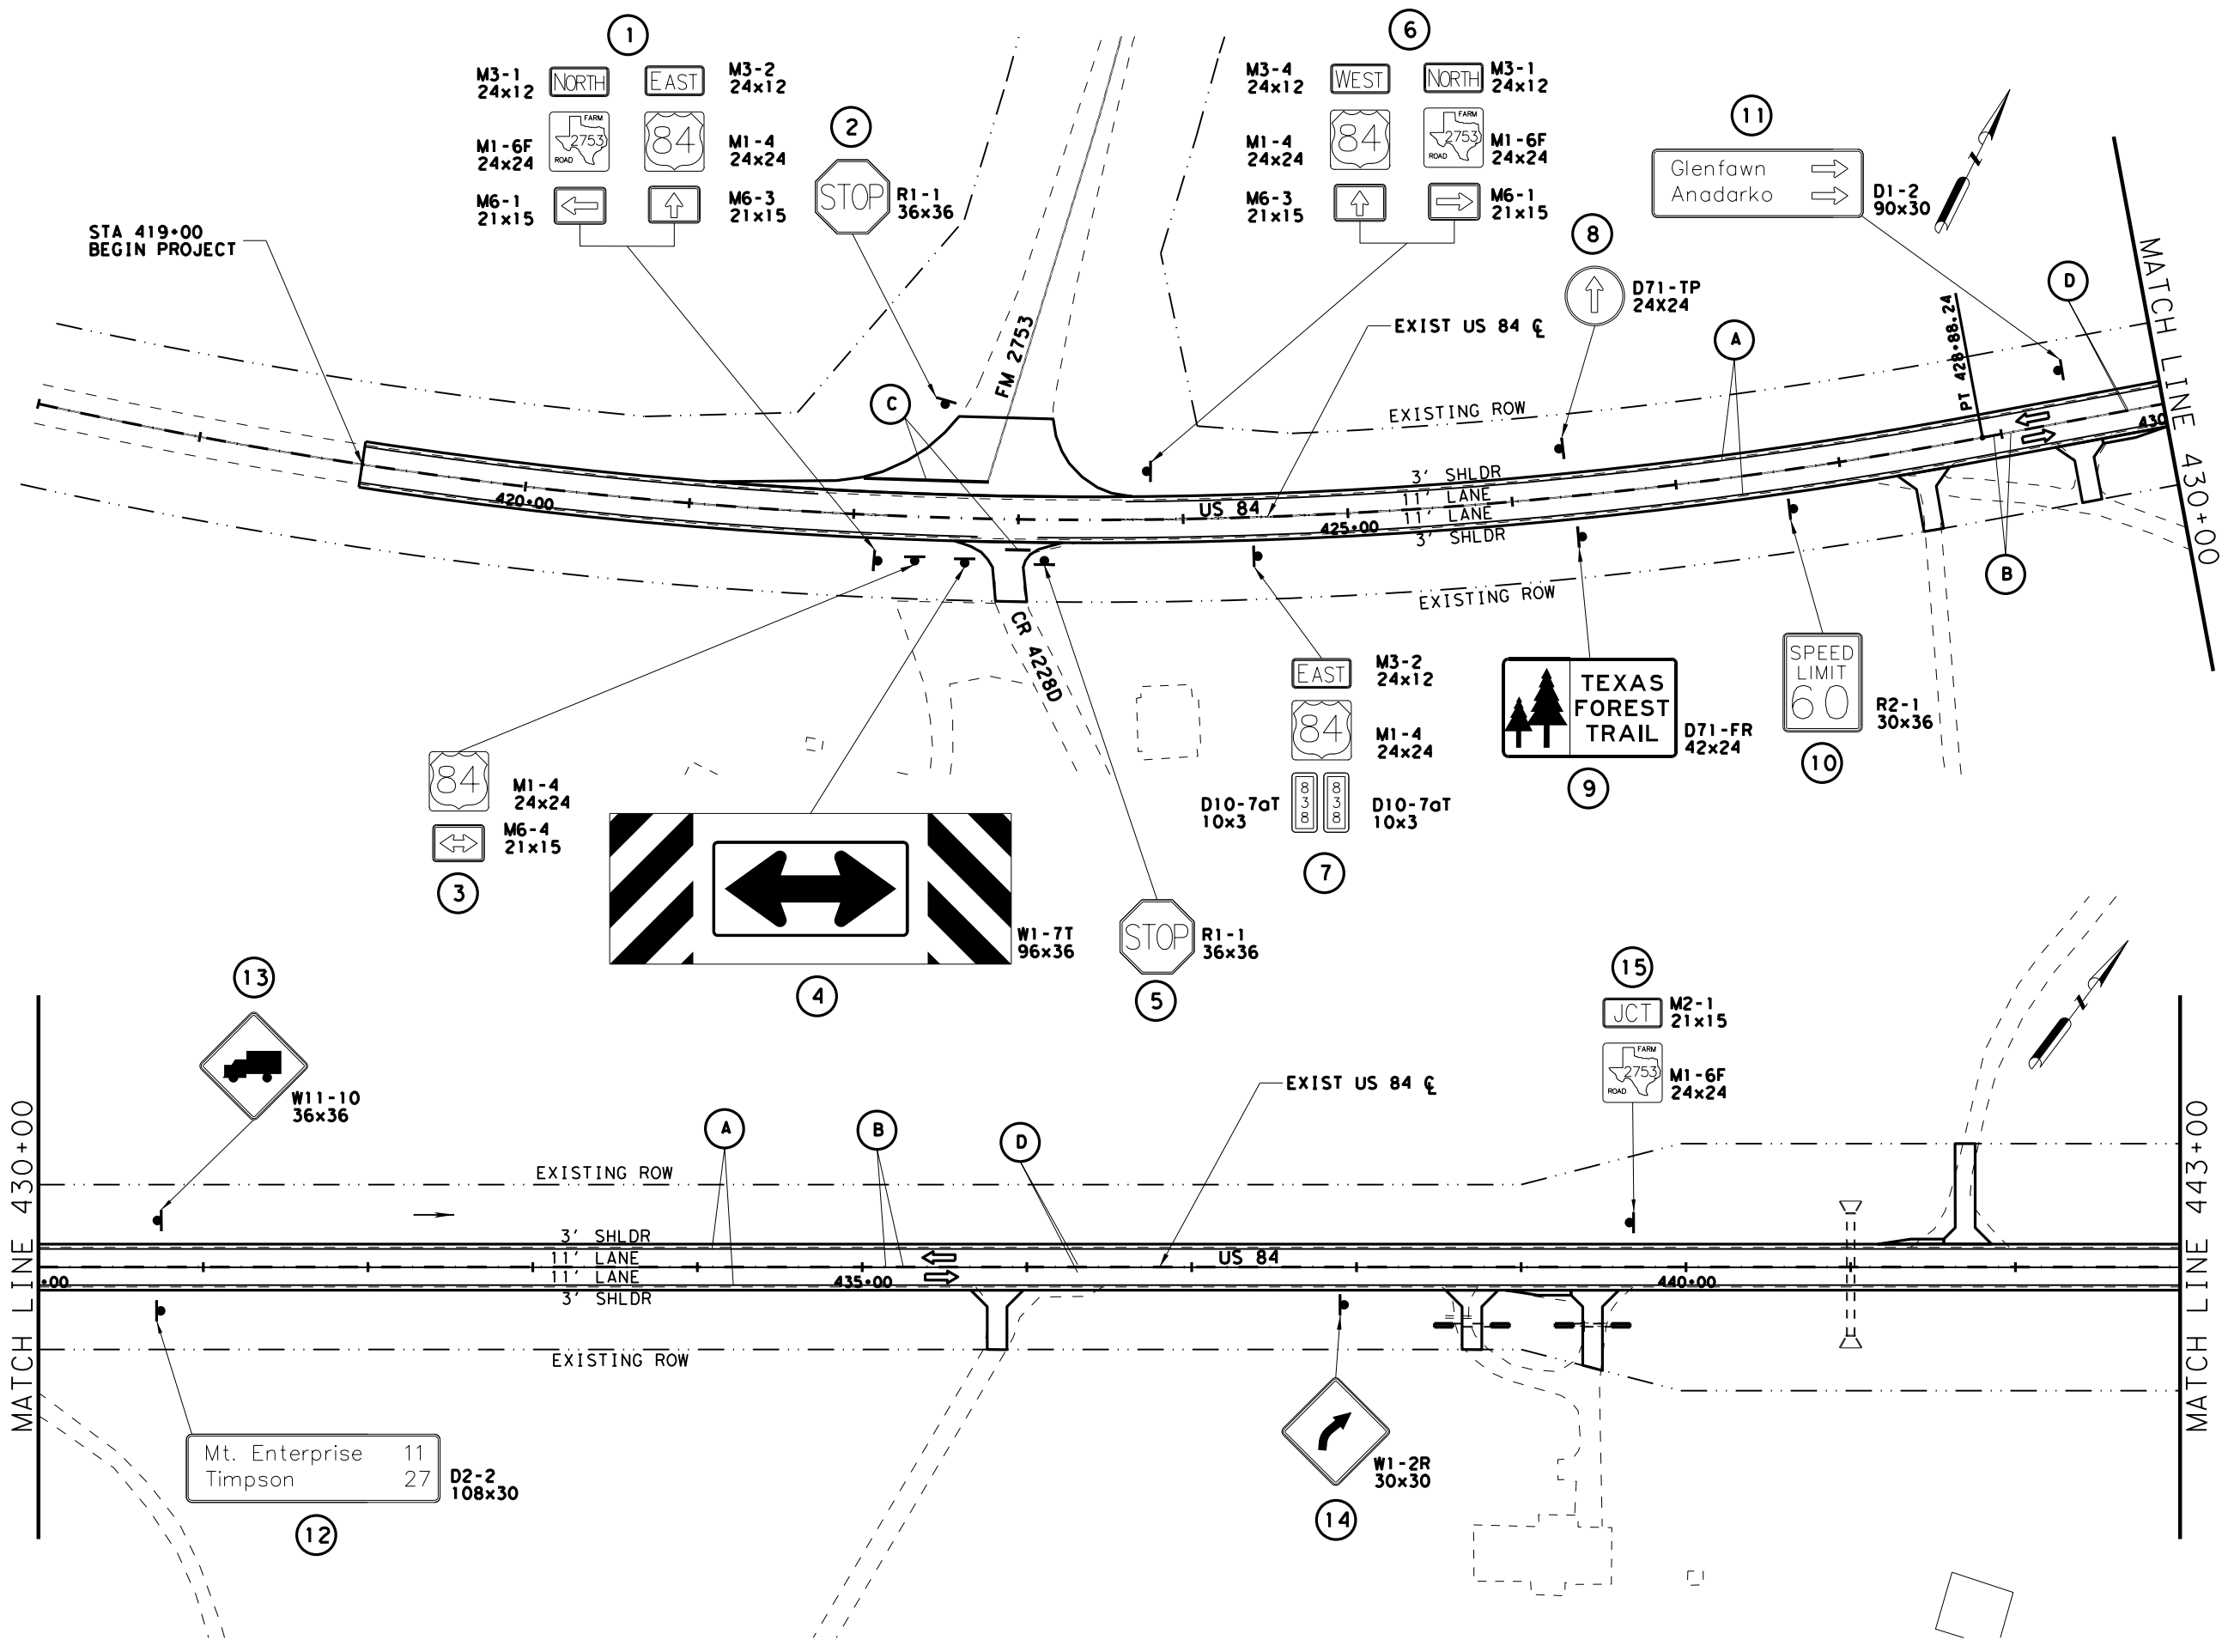 1
M3-1
24x12
NORTH
EAST
M3-2
24x12
M1-6F
24x24
FARM
2753
ROAD
84
M1-4
24x24
M6-1
21x15
M6-3
21x15
2
STOP
R1-1
36x36
6
M3-4
24x12
WEST
NORTH
M3-1
24x12
M1-4
24x24
84
FARM
2753
ROAD
M1-6F
24x24
M6-3
21x15
M6-1
21x15
8
D71-TP
24X24
11
Glenfawn
Anadarko
D1-2
90x30
N
STA 419+00
BEGIN PROJECT
C
FM 2753
EXIST US 84 ℄
A
PT 428+88.24
D
MATCH LINE 430+00
EXISTING ROW
3' SHLDR
11' LANE
US 84
11' LANE
3' SHLDR
420+00
425+00
430
B
EXISTING ROW
CR 4228D
84
M1-4
24x24
M6-4
21x15
3
W1-7T
96x36
4
STOP
R1-1
36x36
5
EAST
M3-2
24x12
84
M1-4
24x24
D10-7aT
10x3
8
3
8
8
3
8
D10-7aT
10x3
7
TEXAS
FOREST
TRAIL
D71-FR
42x24
9
SPEED
LIMIT
60
R2-1
30x36
10
13
W11-10
36x36
15
JCT
M2-1
21x15
FARM
2753
ROAD
M1-6F
24x24
N
EXIST US 84 ℄
A
B
D
MATCH LINE 430+00
EXISTING ROW
3' SHLDR
11' LANE
US 84
11' LANE
3' SHLDR
+00
435+00
440+00
EXISTING ROW
MATCH LINE 443+00
Mt. Enterprise 11
Timpson 27
D2-2
108x30
12
W1-2R
30x30
14